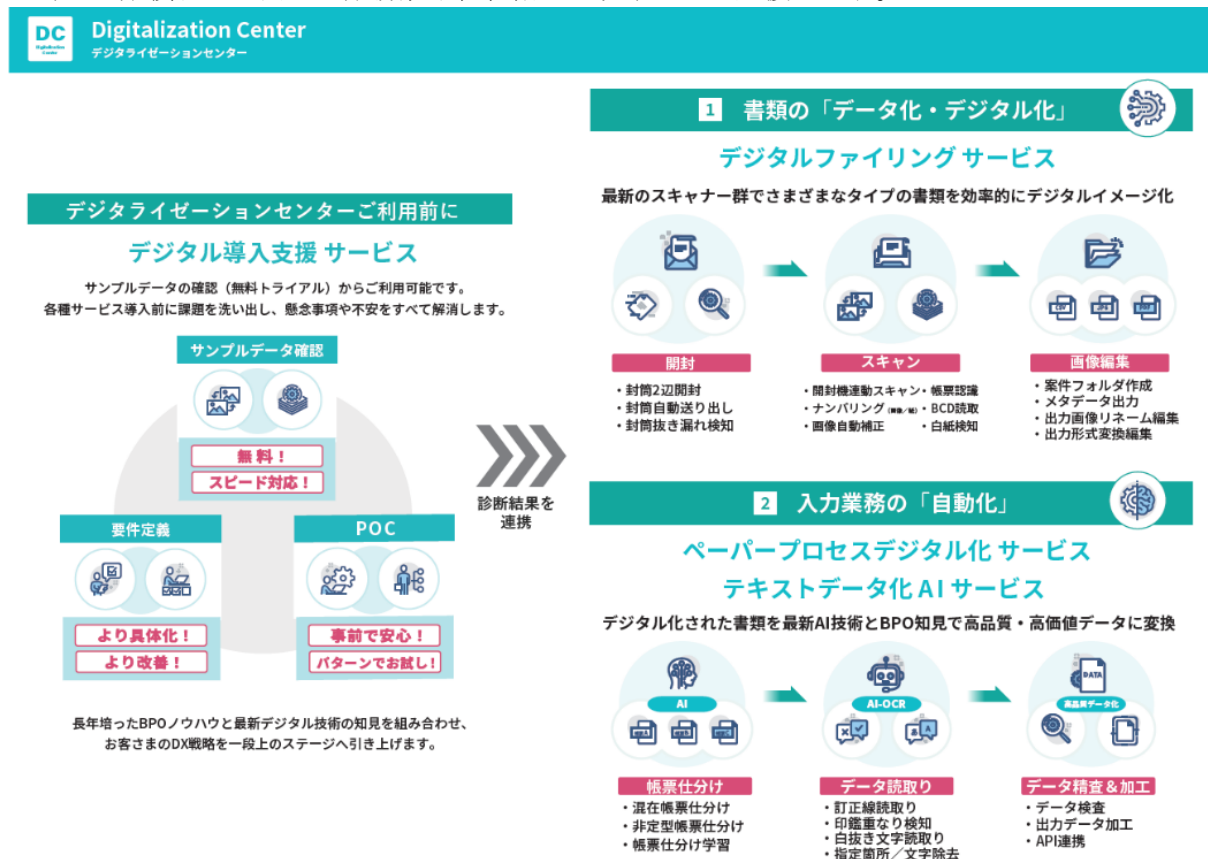 DC
Digitalization Center
Digitalization Center
デジタライゼーションセンター
デジタライゼーションセンターご利用前に
デジタル導入支援 サービス
サンプルデータの確認（無料トライアル）からご利用可能です。
各種サービス導入前に課題を洗い出し、懸念事項や不安をすべて解消します。
サンプルデータ確認
無料！
スピード対応！
要件定義
より具体化！
より改善！
POC
事前で安心！
パターンでお試し！
長年培ったBPOノウハウと最新デジタル技術の知見を組み合わせ、
お客さまのDX戦略を一段上のステージへ引き上げます。
診断結果を
連携
1 書類の「データ化・デジタル化」
デジタルファイリング サービス
最新のスキャナー群でさまざまなタイプの書類を効率的にデジタルイメージ化
開封
・封筒2辺開封
・封筒自動送り出し
・封筒抜き漏れ検知
スキャン
・開封機連動スキャン・帳票認識
・ナンバリング（画像／紙）・BCD読取
・画像自動補正 ・白紙検知
画像編集
・案件フォルダ作成
・メタデータ出力
・出力画像リネーム編集
・出力形式変換編集
2 入力業務の「自動化」
ペーパープロセスデジタル化 サービス
テキストデータ化 AI サービス
デジタル化された書類を最新AI技術とBPO知見で高品質・高価値データに変換
AI
帳票仕分け
・混在帳票仕分け
・非定型帳票仕分け
・帳票仕分け学習
AI-OCR
データ読取り
・訂正線読取り
・印鑑重なり検知
・白抜き文字読取り
・指定箇所／文字除去
DATA
高品質データ化
データ精査＆加工
・データ検査
・出力データ加工
・API連携